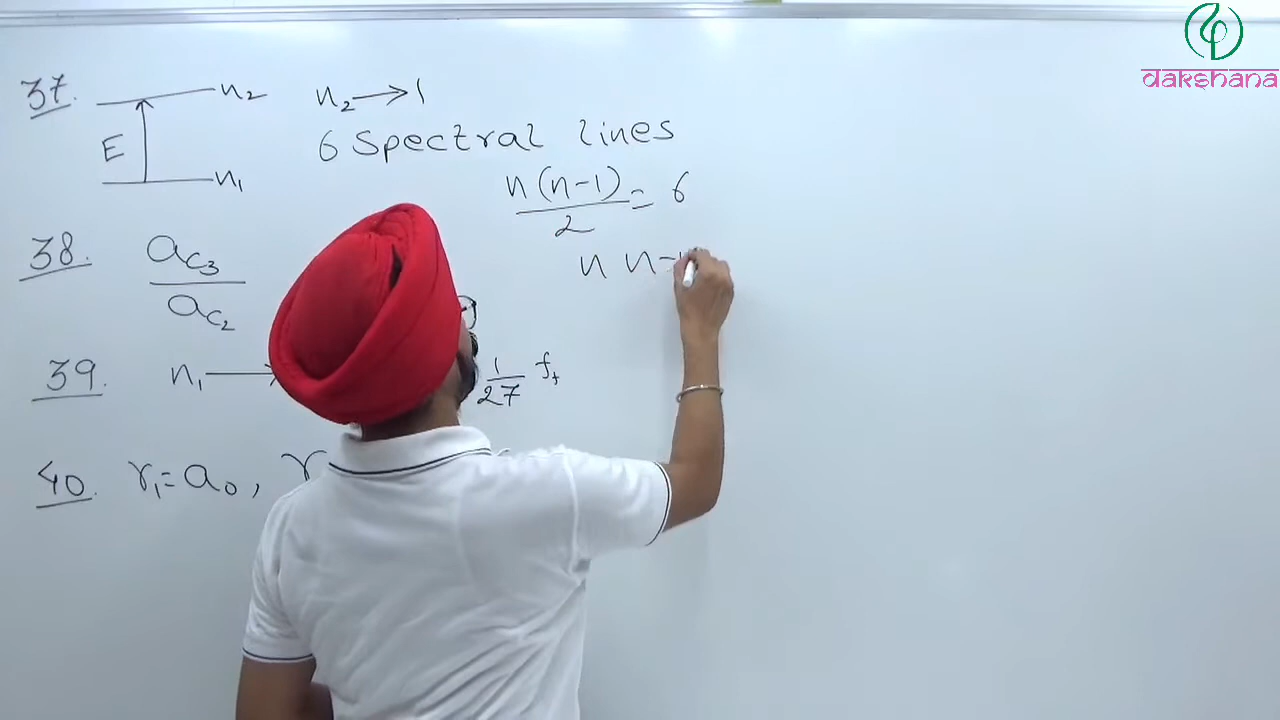 dakshana
37. n₂ n₂ → 1
E 6 Spectral lines
n₁ n(n-1)/2 = 6
n n-1
38. a_C₃/a_C₂
39. n₁ → 1/27 f₊
40. r₁ = a₀, r